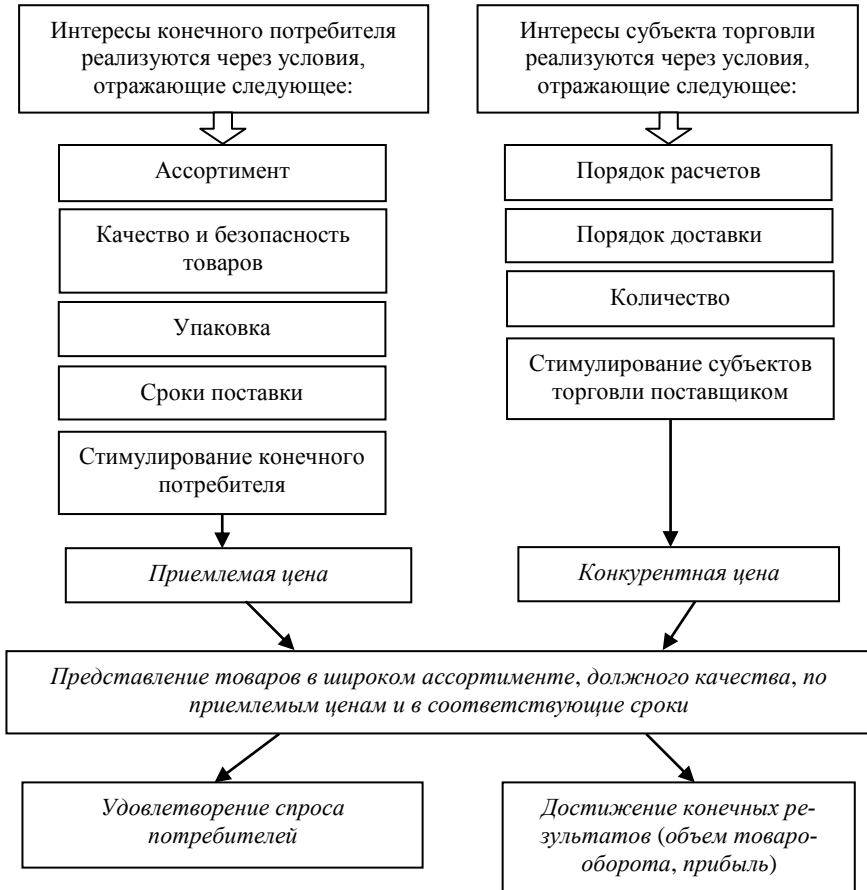 Интересы конечного потребителя
реализуются через условия,
отражающие следующее:
Ассортимент
Качество и безопасность
товаров
Упаковка
Сроки поставки
Стимулирование конечного
потребителя
Приемлемая цена
Интересы субъекта торговли
реализуются через условия,
отражающие следующее:
Порядок расчетов
Порядок доставки
Количество
Стимулирование субъектов
торговли поставщиком
Конкурентная цена
Представление товаров в широком ассортименте, должного качества, по
приемлемым ценам и в соответствующие сроки
Удовлетворение спроса
потребителей
Достижение конечных ре-
зультатов (объем товаро-
оборота, прибыль)